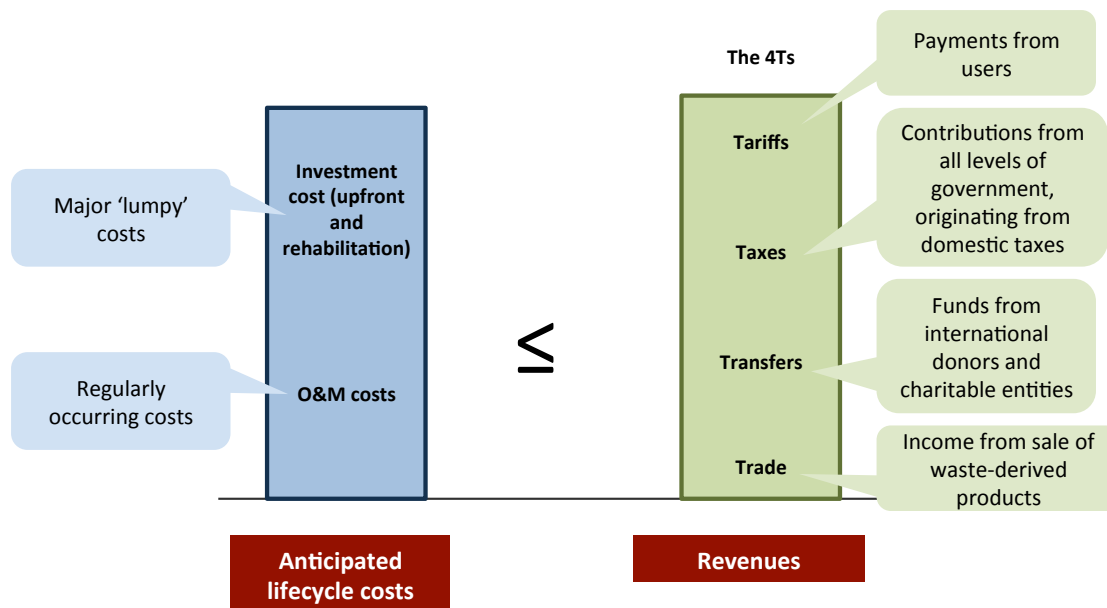 The 4Ts
Payments from
users
Tariffs
Contributions from
all levels of
government,
originating from
domestic taxes
Investment
cost (upfront
and
rehabilitation)
Major ‘lumpy’
costs
Taxes
Funds from
international
donors and
charitable entities
≤
Transfers
Regularly
occurring costs
O&M costs
Income from sale of
waste-derived
products
Trade
Anticipated
lifecycle costs
Revenues